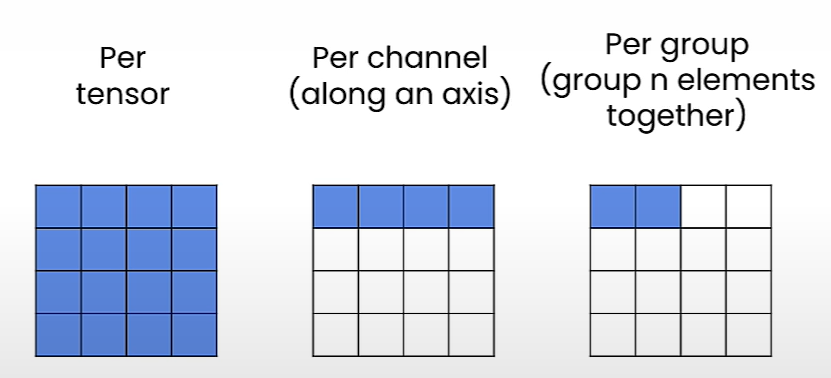 Per
tensor
Per channel
(along an axis)
Per group
(group n elements
together)